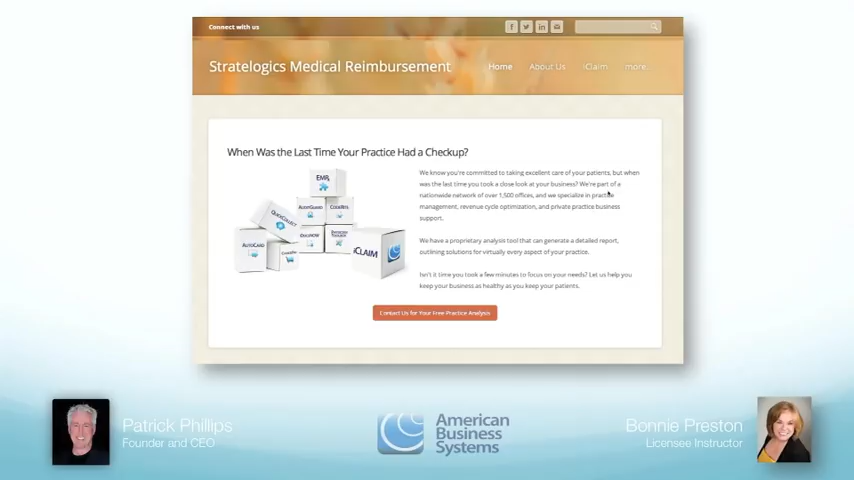 Connect with us
Stratelogics Medical Reimbursement
Home About Us iClaim more.
When Was the Last Time Your Practice Had a Checkup?
We know you're committed to taking excellent care of your patients, but when
was the last time you took a close look at your business? We're part of a
nationwide network of over 1,500 offices, and we specialize in practice
management, revenue cycle optimization, and private practice business
support.
We have a proprietary analysis tool that can generate a detailed report,
outlining solutions for virtually every aspect of your practice.
Isn't it time you took a few minutes to focus on your needs? Let us help you
keep your business as healthy as you keep your patients.
EMR
AUTOGUARD
QUICKCOLLECT
AUTOCARD
iCLAIM
Contact Us for Your Free Practice Analysis
Patrick Phillips
Founder and CEO
American
Business
Systems
Bonnie Preston
Licensee Instructor